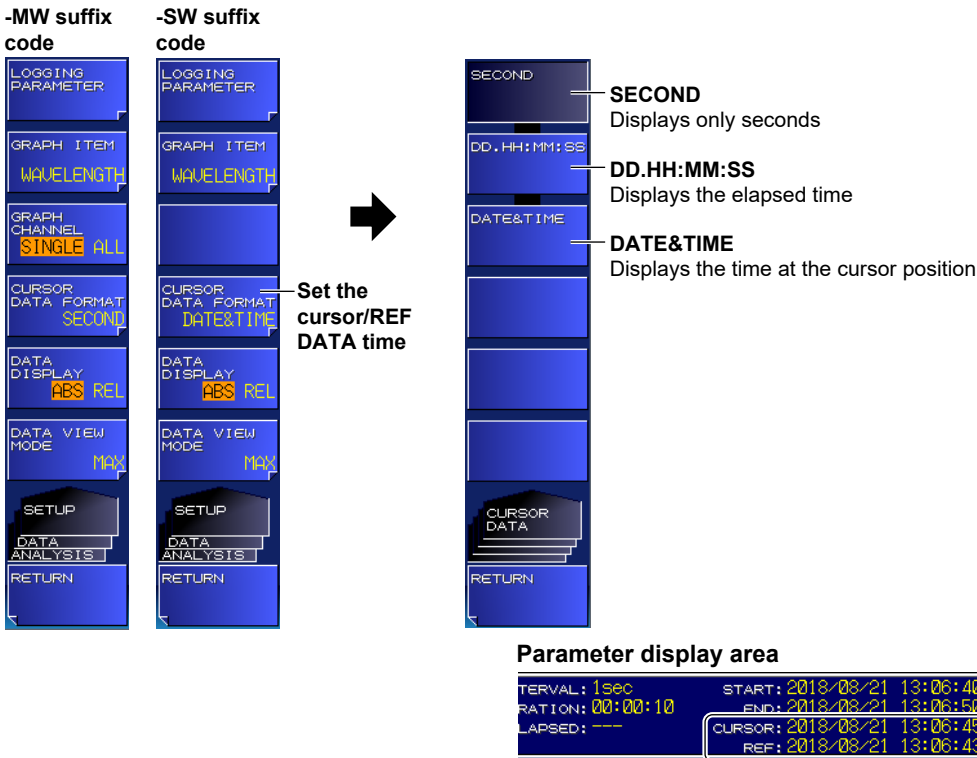 -MW suffix
code
LOGGING
PARAMETER
GRAPH ITEM
WAVELENGTH
GRAPH
CHANNEL
SINGLE ALL
CURSOR
DATA FORMAT
SECOND
DATA
DISPLAY
ABS REL
DATA VIEW
MODE
MAX
SETUP
DATA
ANALYSIS
RETURN
-SW suffix
code
LOGGING
PARAMETER
GRAPH ITEM
WAVELENGTH
CURSOR
DATA FORMAT
DATE&TIME
DATA
DISPLAY
ABS REL
DATA VIEW
MODE
MAX
SETUP
DATA
ANALYSIS
RETURN
Set the
cursor/REF
DATA time
SECOND
DD.HH:MM:SS
DATE&TIME
CURSOR
DATA
RETURN
SECOND
Displays only seconds
DD.HH:MM:SS
Displays the elapsed time
DATE&TIME
Displays the time at the cursor position
Parameter display area
TERVAL: 1sec START: 2018/08/21 13:06:40
RATION: 00:00:10 END: 2018/08/21 13:06:50
LAPSED: --- CURSOR: 2018/08/21 13:06:45
REF: 2018/08/21 13:06:43